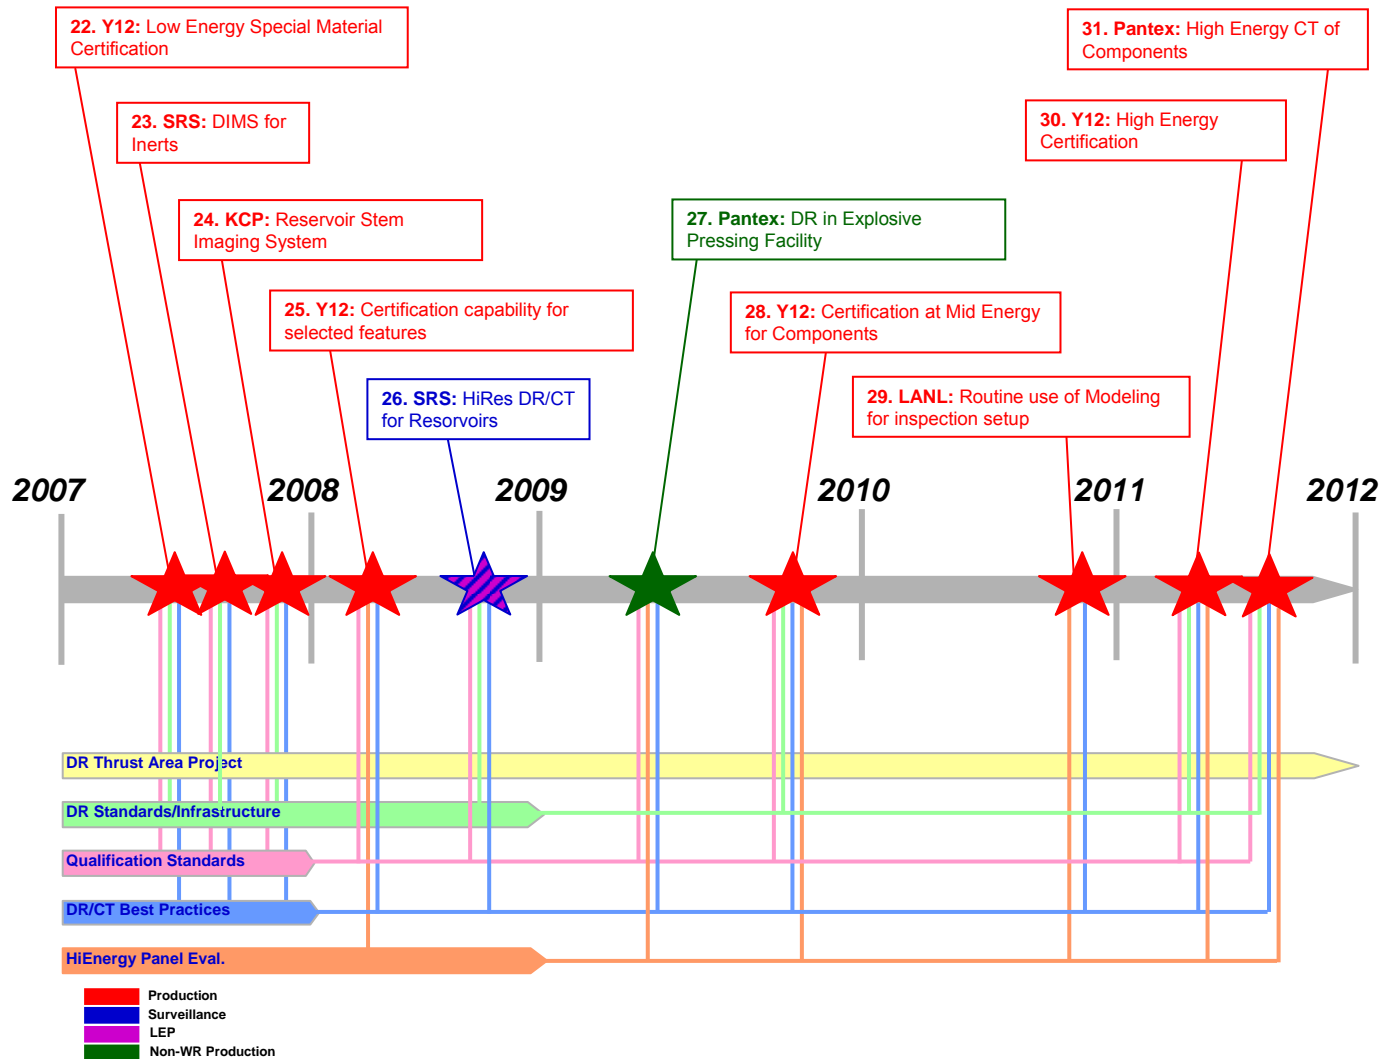 22. Y12: Low Energy Special Material
Certification
31. Pantex: High Energy CT of
Components
23. SRS: DIMS for
Inerts
30. Y12: High Energy
Certification
24. KCP: Reservoir Stem
Imaging System
27. Pantex: DR in Explosive
Pressing Facility
25. Y12: Certification capability for
selected features
28. Y12: Certification at Mid Energy
for Components
26. SRS: HiRes DR/CT
for Resorvoirs
29. LANL: Routine use of Modeling
for inspection setup
2007
2008
2009
2010
2011
2012
DR Thrust Area Project
DR Standards/Infrastructure
Qualification Standards
DR/CT Best Practices
HiEnergy Panel Eval.
Production
Surveillance
LEP
Non-WR Production